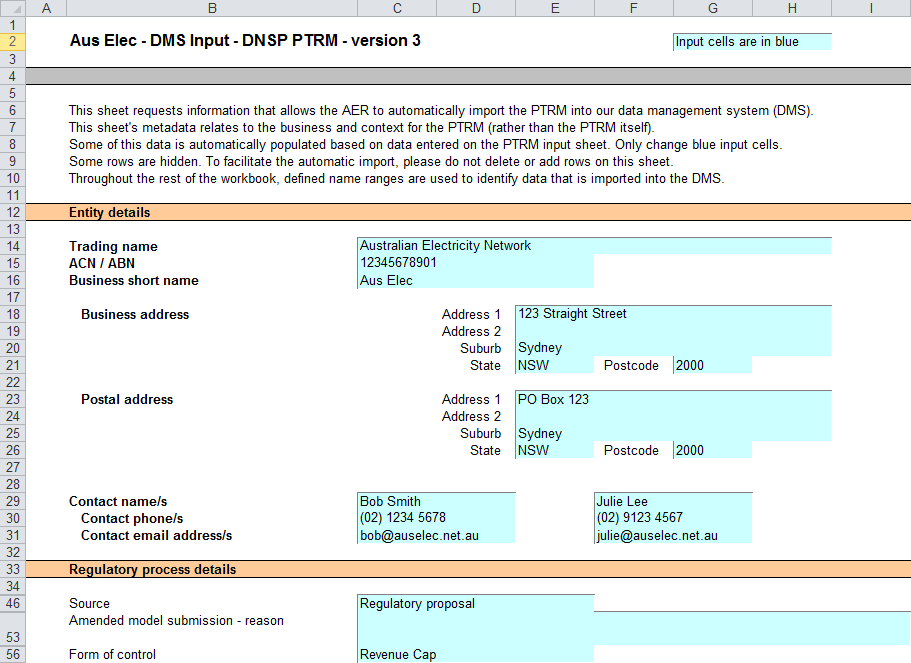 A B C D E F G H I
1
2 Aus Elec - DMS Input - DNSP PTRM - version 3 Input cells are in blue
3
4
5
6 This sheet requests information that allows the AER to automatically import the PTRM into our data management system (DMS).
7 This sheet's metadata relates to the business and context for the PTRM (rather than the PTRM itself).
8 Some of this data is automatically populated based on data entered on the PTRM input sheet. Only change blue input cells.
9 Some rows are hidden. To facilitate the automatic import, please do not delete or add rows on this sheet.
10 Throughout the rest of the workbook, defined name ranges are used to identify data that is imported into the DMS.
11
12 Entity details
13
14 Trading name Australian Electricity Network
15 ACN / ABN 12345678901
16 Business short name Aus Elec
17
18 Business address Address 1 123 Straight Street
19 Address 2
20 Suburb Sydney
21 State NSW Postcode 2000
22
23 Postal address Address 1 PO Box 123
24 Address 2
25 Suburb Sydney
26 State NSW Postcode 2000
27
28
29 Contact name/s Bob Smith Julie Lee
30 Contact phone/s (02) 1234 5678 (02) 9123 4567
31 Contact email address/s bob@auselec.net.au julie@auselec.net.au
32
33 Regulatory process details
34
46 Source Regulatory proposal
53 Amended model submission - reason
56 Form of control Revenue Cap